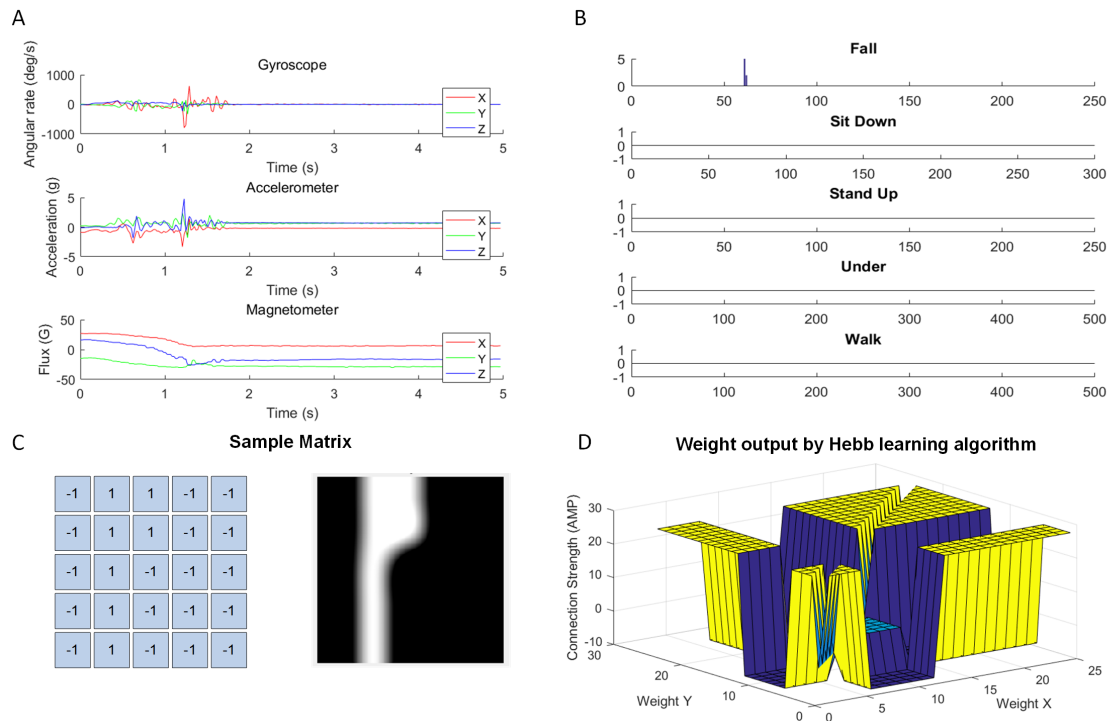 A
Gyroscope
Angular rate (deg/s)
1000
0
-1000
X
Y
Z
0 1 2 3 4 5
Time (s)
Accelerometer
Acceleration (g)
5
0
-5
X
Y
Z
0 1 2 3 4 5
Time (s)
Magnetometer
Flux (G)
50
0
-50
X
Y
Z
0 1 2 3 4 5
Time (s)
B
Fall
5
0
0 50 100 150 200 250
Sit Down
1
0
-1
0 50 100 150 200 250 300
Stand Up
1
0
-1
0 50 100 150 200 250
Under
1
0
-1
0 100 200 300 400 500
Walk
1
0
-1
0 100 200 300 400 500
C
Sample Matrix
-1 1 1 -1 -1
-1 1 1 -1 -1
-1 1 -1 -1 -1
-1 1 -1 -1 -1
-1 1 -1 -1 -1
D
Weight output by Hebb learning algorithm
Connection Strength (AMP)
30
20
10
0
-10
30
20
10
0
Weight Y
0
5
10
15
20
25
Weight X